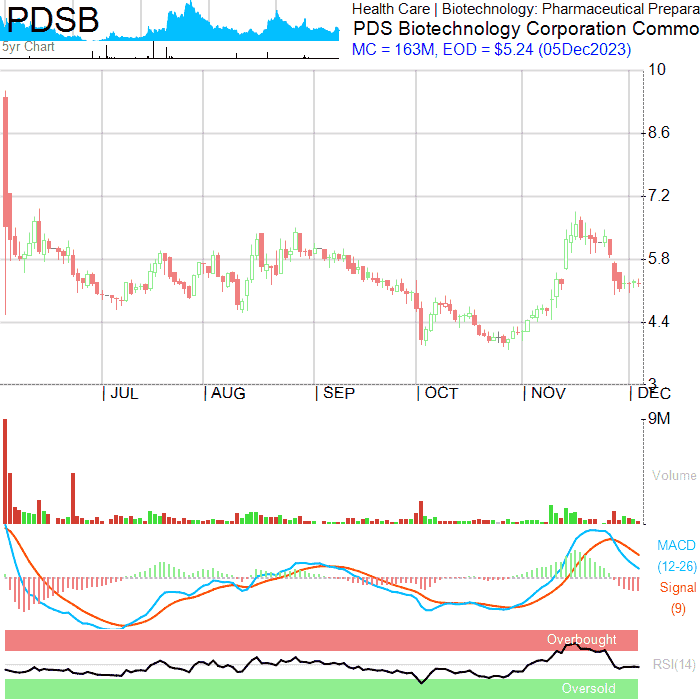 PDSB
5yr Chart
Health Care | Biotechnology: Pharmaceutical Prepara
PDS Biotechnology Corporation Commo
MC = 163M, EOD = $5.24 (05Dec2023)
10
8.6
7.2
5.8
4.4
3
| JUL | AUG | SEP | OCT | NOV | DEC
9M
Volume
MACD
(12-26)
Signal
(9)
Overbought
RSI(14)
Oversold